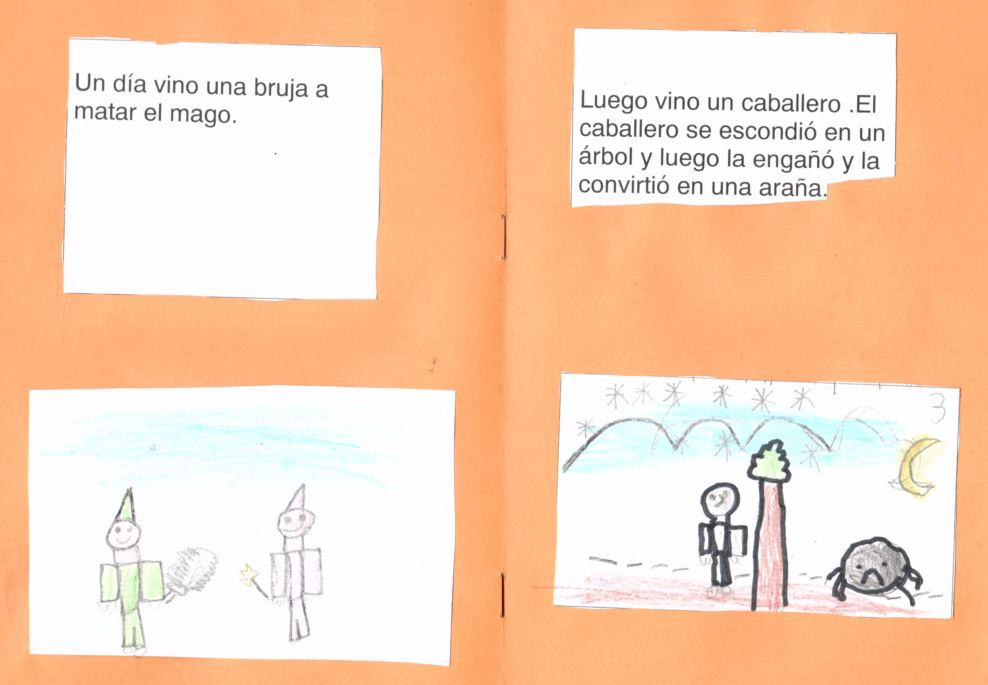 Un día vino una bruja a
matar el mago.
Luego vino un caballero .El
caballero se escondió en un
árbol y luego la engañó y la
convirtió en una araña.
3